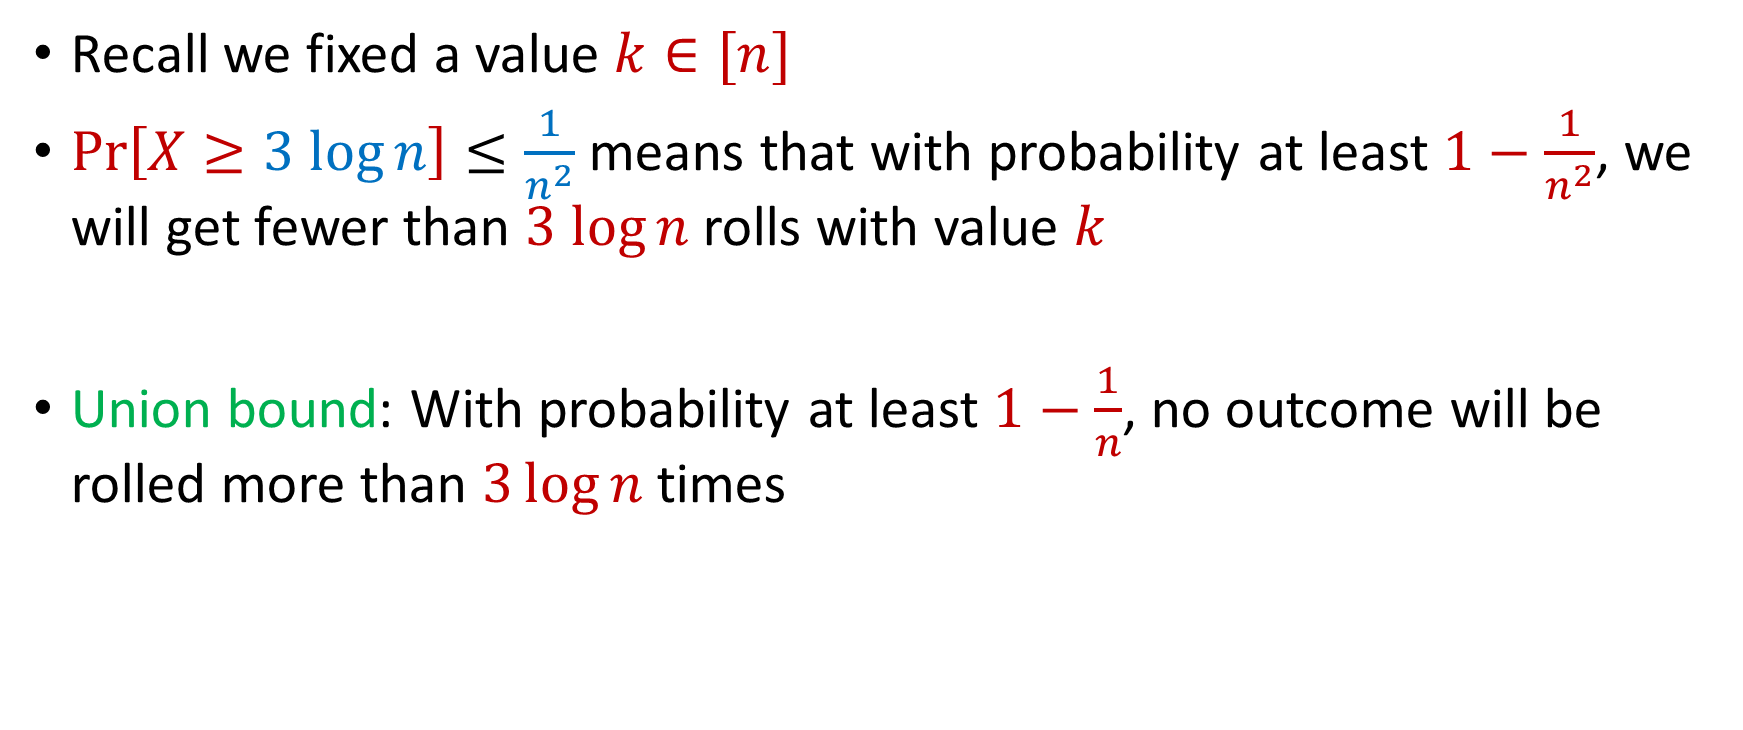 • Recall we fixed a value k ∈ [n]
• Pr[X ≥ 3 log n] ≤ 1/n² means that with probability at least 1 − 1/n², we
will get fewer than 3 log n rolls with value k
• Union bound: With probability at least 1 − 1/n, no outcome will be
rolled more than 3 log n times